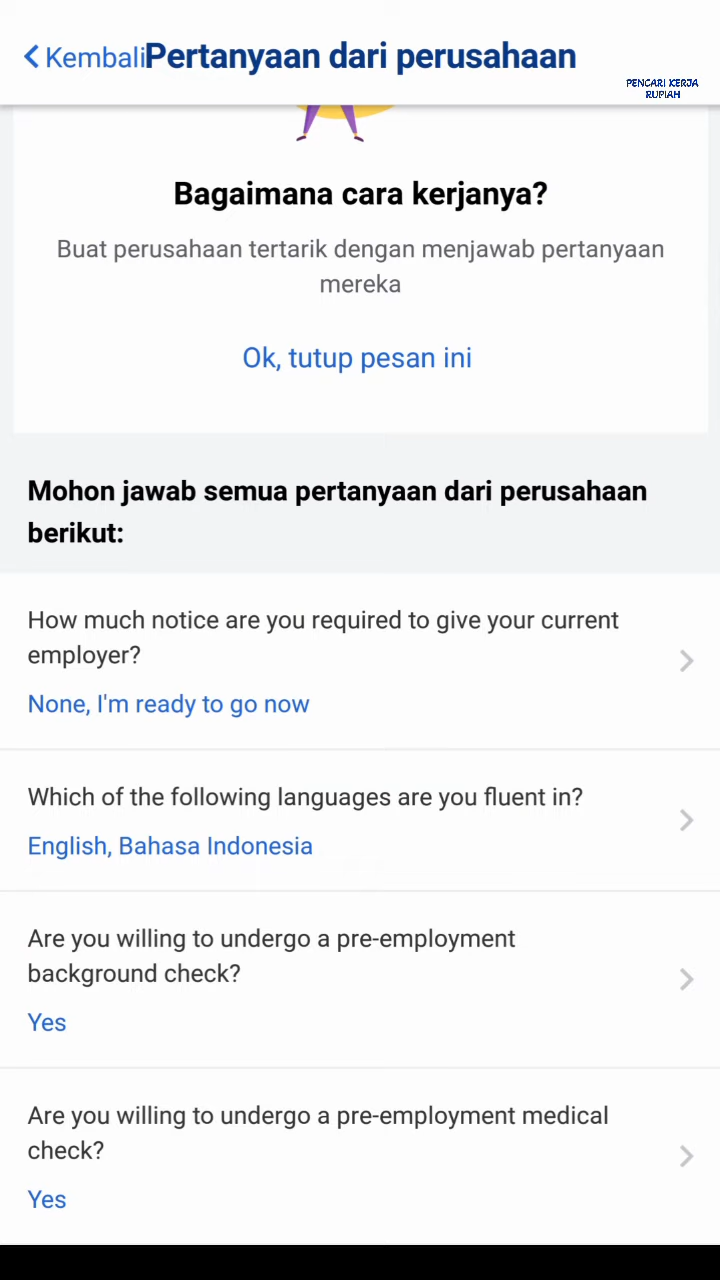 Kembali Pertanyaan dari perusahaan
PENCARI KERJA
RUPIAH
Bagaimana cara kerjanya?
Buat perusahaan tertarik dengan menjawab pertanyaan
mereka
Ok, tutup pesan ini
Mohon jawab semua pertanyaan dari perusahaan
berikut:
How much notice are you required to give your current
employer?
None, I'm ready to go now
Which of the following languages are you fluent in?
English, Bahasa Indonesia
Are you willing to undergo a pre-employment
background check?
Yes
Are you willing to undergo a pre-employment medical
check?
Yes